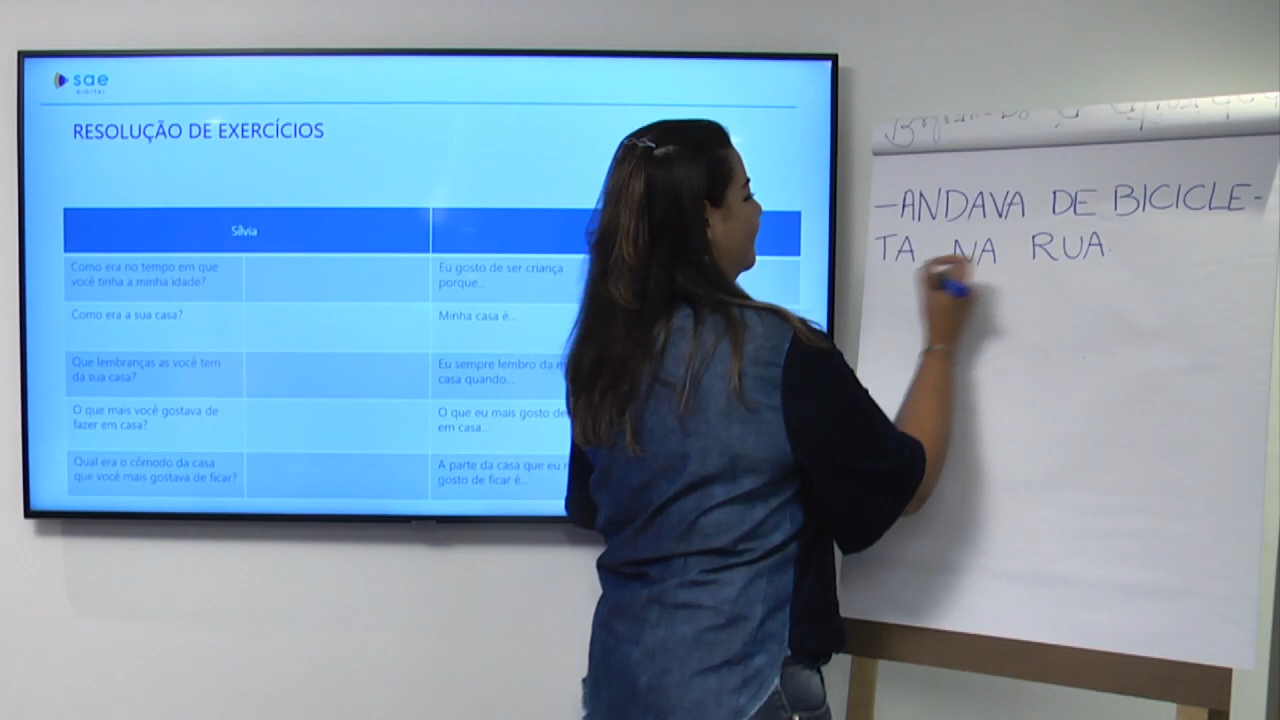 sae
DIGITAL
RESOLUÇÃO DE EXERCÍCIOS
Sílvia
Como era no tempo em que
você tinha a minha idade?
Eu gosto de ser criança
porque...
Como era a sua casa?
Minha casa é...
Que lembranças as você tem
da sua casa?
Eu sempre lembro da
casa quando...
O que mais você gostava de
fazer em casa?
O que eu mais gosto de
em casa...
Qual era o cômodo da casa
que você mais gostava de ficar?
A parte da casa que eu
gosto de ficar é...
-ANDAVA DE BICICLE-
TA NA RUA.